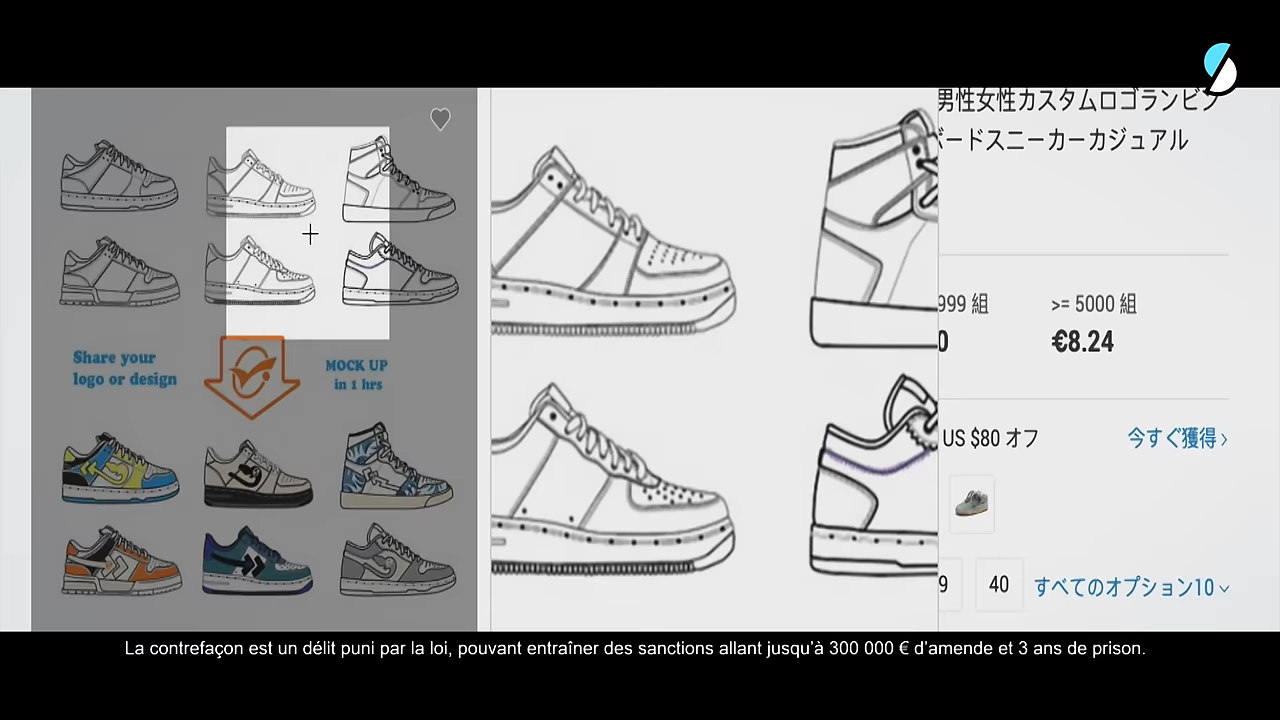 男性女性カスタムロゴランビン
ボードスニーカーカジュアル
999 組
>= 5000 組
0
€8.24
US $80 オフ
今すぐ獲得 ›
9
40
すべてのオプション10
Share your
logo or design
MOCK UP
in 1 hrs
La contrefaçon est un délit puni par la loi, pouvant entraîner des sanctions allant jusqu'à 300 000 € d'amende et 3 ans de prison.